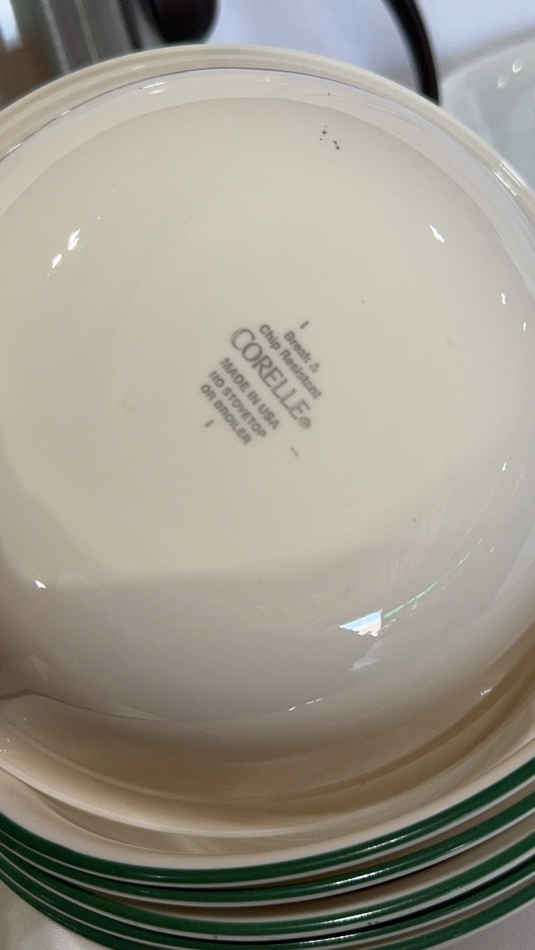 Break &
Chip Resistant
CORELLE®
MADE IN USA
NO STOVETOP
OR BROILER